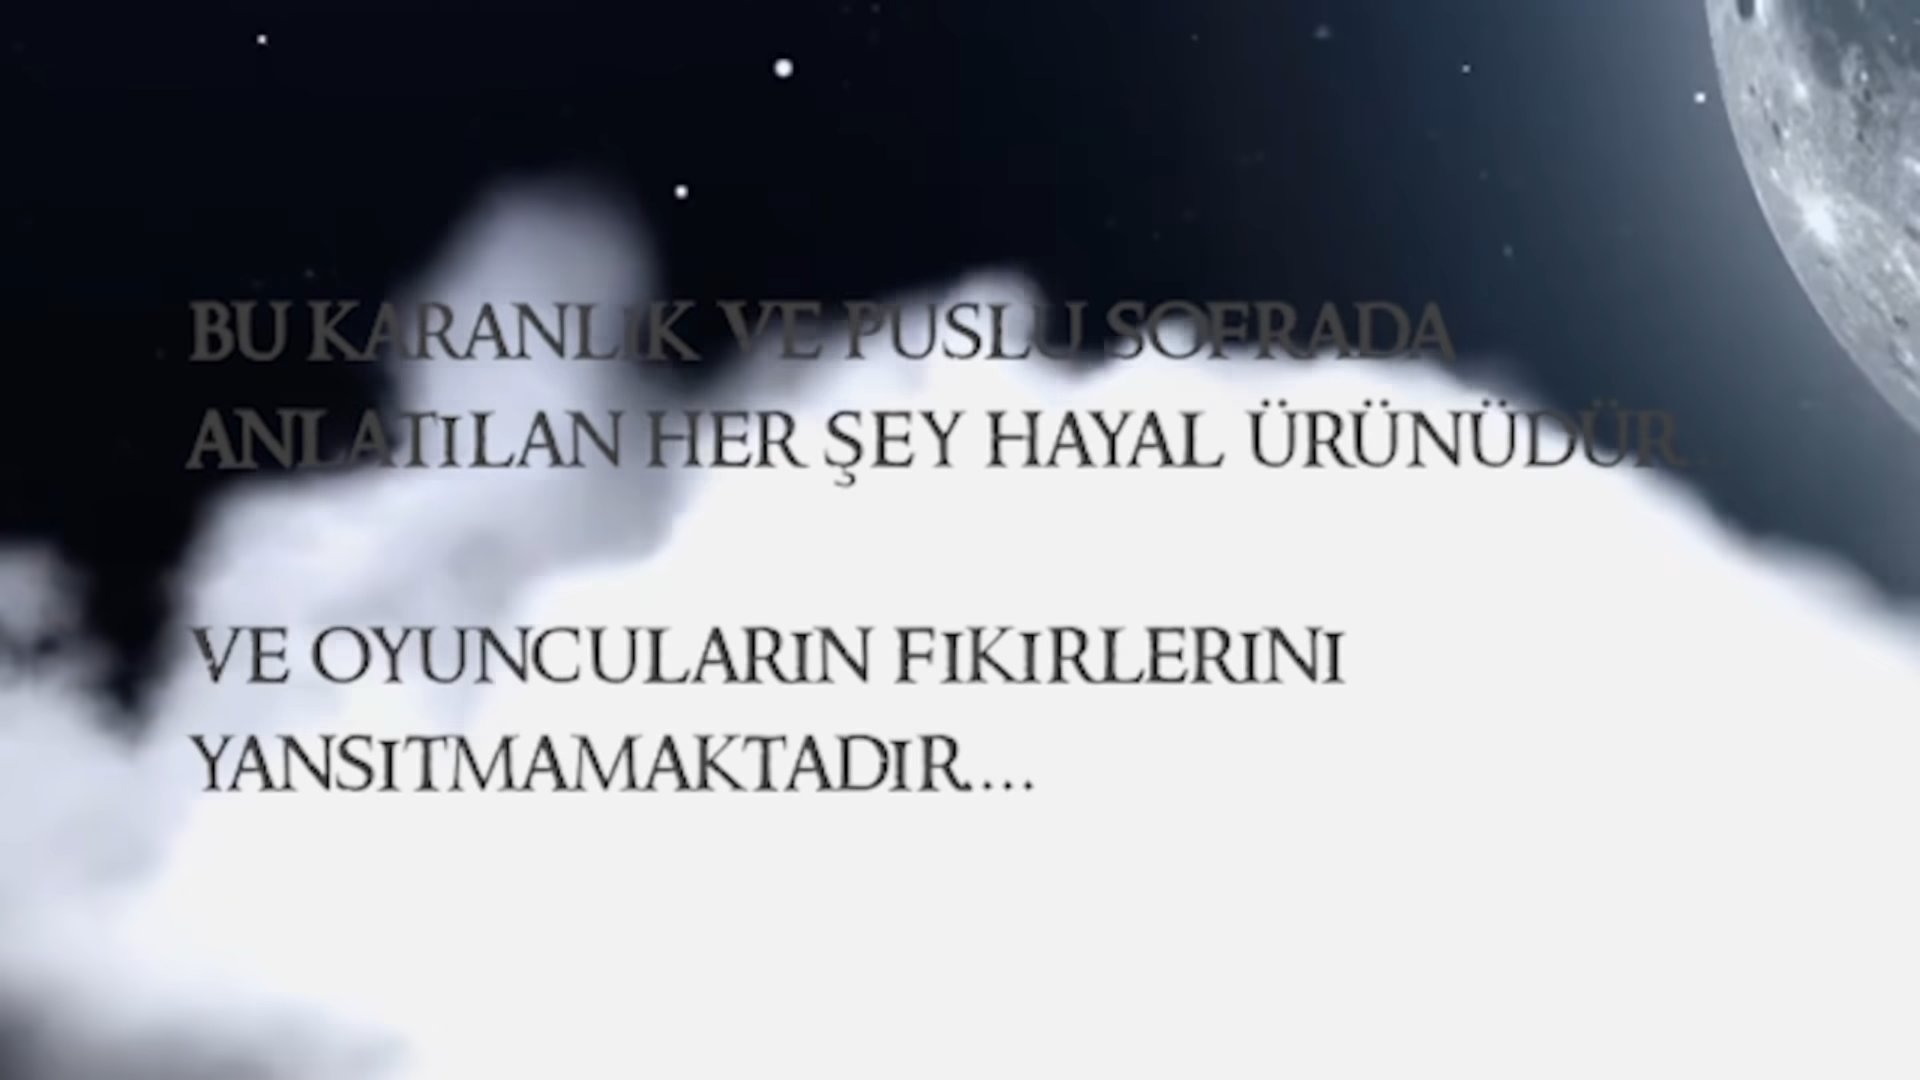 BU KARANLIK VE PUSLU SOFRADA
ANLATILAN HER ŞEY HAYAL ÜRÜNÜDÜR..
VE OYUNCULARIN FIKIRLERINI
YANSITMAMAKTADIR....